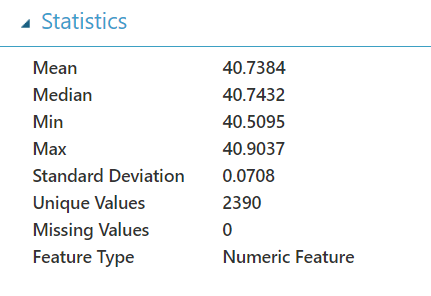 Statistics
Mean 40.7384
Median 40.7432
Min 40.5095
Max 40.9037
Standard Deviation 0.0708
Unique Values 2390
Missing Values 0
Feature Type Numeric Feature